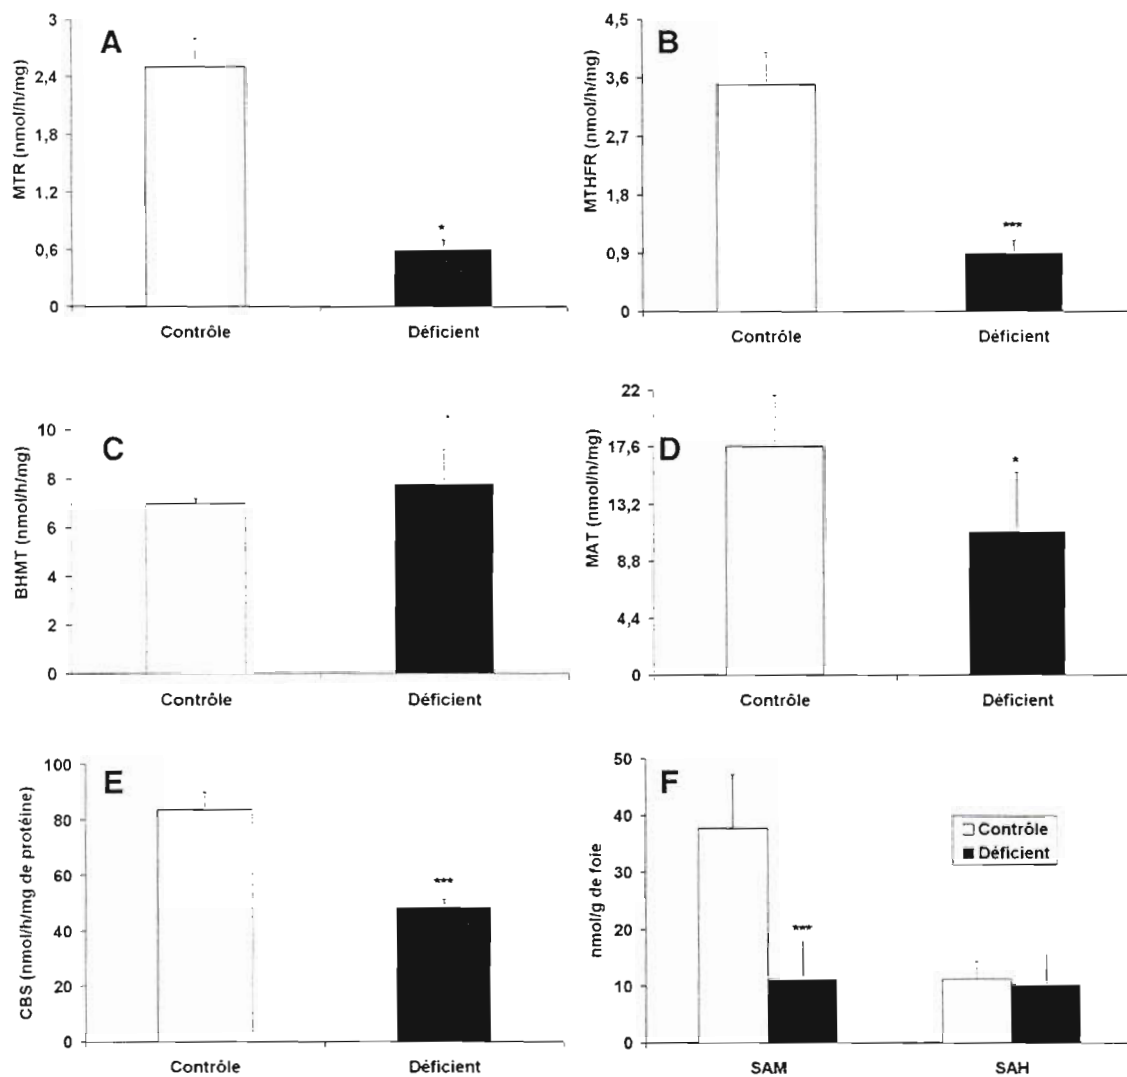 A
MTR (nmol/h/mg)
3
2,4
1,8
1,2
0,6
0
*
Contrôle
Déficient
B
MTHFR (nmol/h/mg)
4,5
3,6
2,7
1,8
0,9
0
***
Contrôle
Déficient
C
BHMT (nmol/h/mg)
10
8
6
4
2
0
Contrôle
Déficient
D
MAT (nmol/h/mg)
22
17,6
13,2
8,8
4,4
0
*
Contrôle
Déficient
E
CBS (nmol/h/mg de protéine)
100
80
60
40
20
0
***
Contrôle
Déficient
F
nmol/g de foie
50
40
30
20
10
0
***
Contrôle
Déficient
SAM
SAH